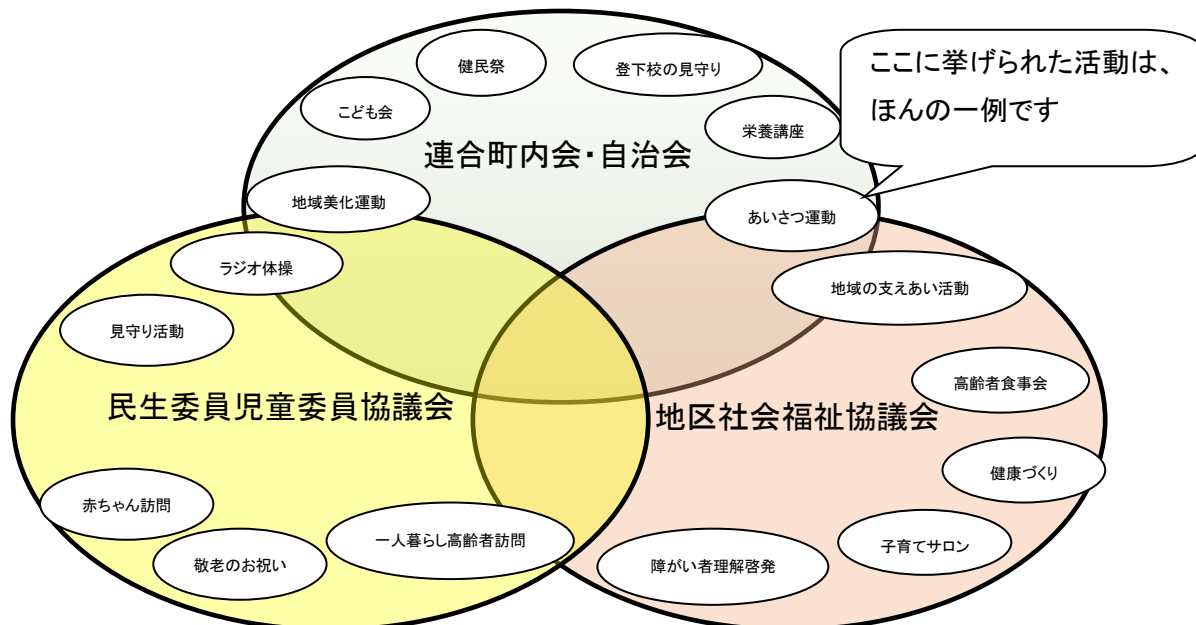 健民祭
登下校の見守り
ここに挙げられた活動は、
ほんの一例です
こども会
栄養講座
連合町内会・自治会
地域美化運動
あいさつ運動
ラジオ体操
地域の支えあい活動
見守り活動
高齢者食事会
民生委員児童委員協議会
地区社会福祉協議会
健康づくり
赤ちゃん訪問
一人暮らし高齢者訪問
子育てサロン
敬老のお祝い
障がい者理解啓発